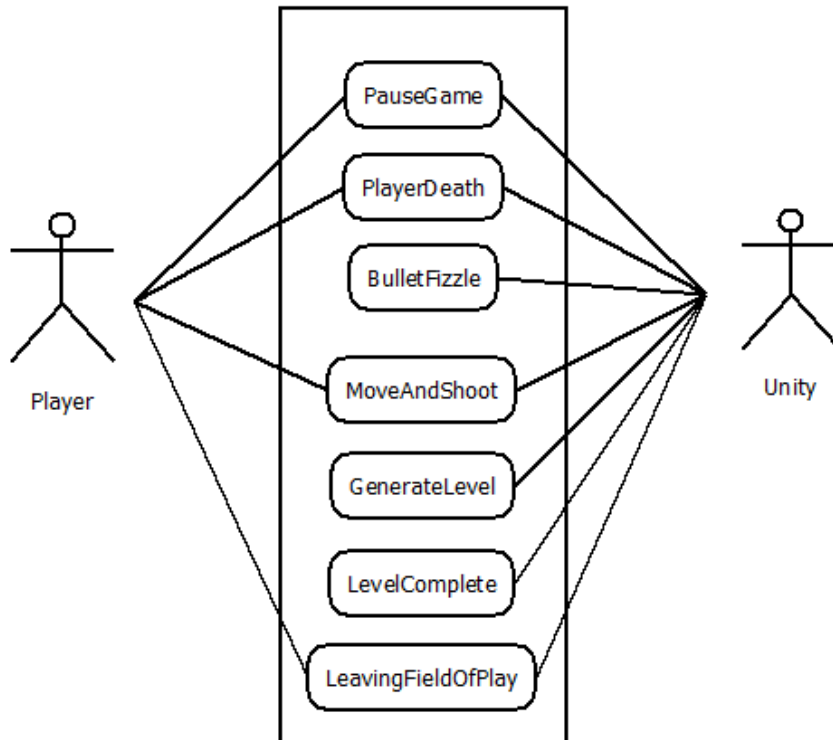 PauseGame
PlayerDeath
BulletFizzle
MoveAndShoot
Player
Unity
GenerateLevel
LevelComplete
LeavingFieldOfPlay